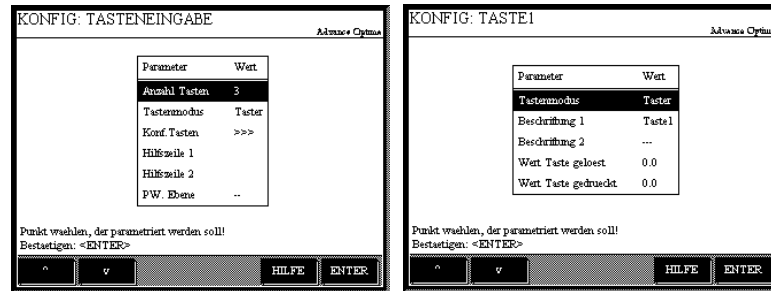 KONFIG: TASTENEINGABE
Advance Optima
Parameter Wert
Anzahl Tasten 3
Tastenmodus Taster
Konf.Tasten >>>
Hilfszeile 1
Hilfszeile 2
PW. Ebene --
Punkt waehlen, der parametriert werden soll!
Bestaetigen: <ENTER>
^ v HILFE ENTER
KONFIG: TASTE1
Advance Optim
Parameter Wert
Tastenmodus Taster
Beschriftung 1 Taste1
Beschriftung 2 ---
Wert Taste geloest 0.0
Wert Taste gedrueckt 0.0
Punkt waehlen, der parametriert werden soll!
Bestaetigen: <ENTER>
^ v HILFE ENTER